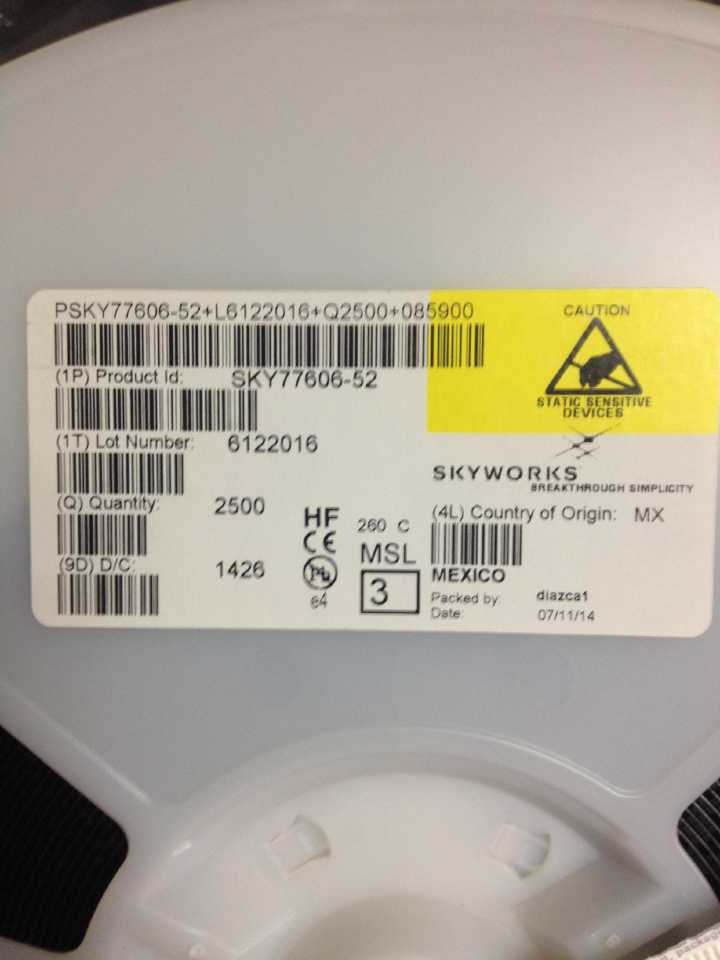 PSKY77606-52+L6122016+Q2500+085900
CAUTION
STATIC SENSITIVE
DEVICES
(1P) Product Id: SKY77606-52
(1T) Lot Number: 6122016
SKYWORKS
BREAKTHROUGH SIMPLICITY
(Q) Quantity: 2500
HF
CE
Pb
e4
260 C
MSL
3
(4L) Country of Origin: MX
MEXICO
(9D) D/C: 1426
Packed by: diazca1
Date: 07/11/14